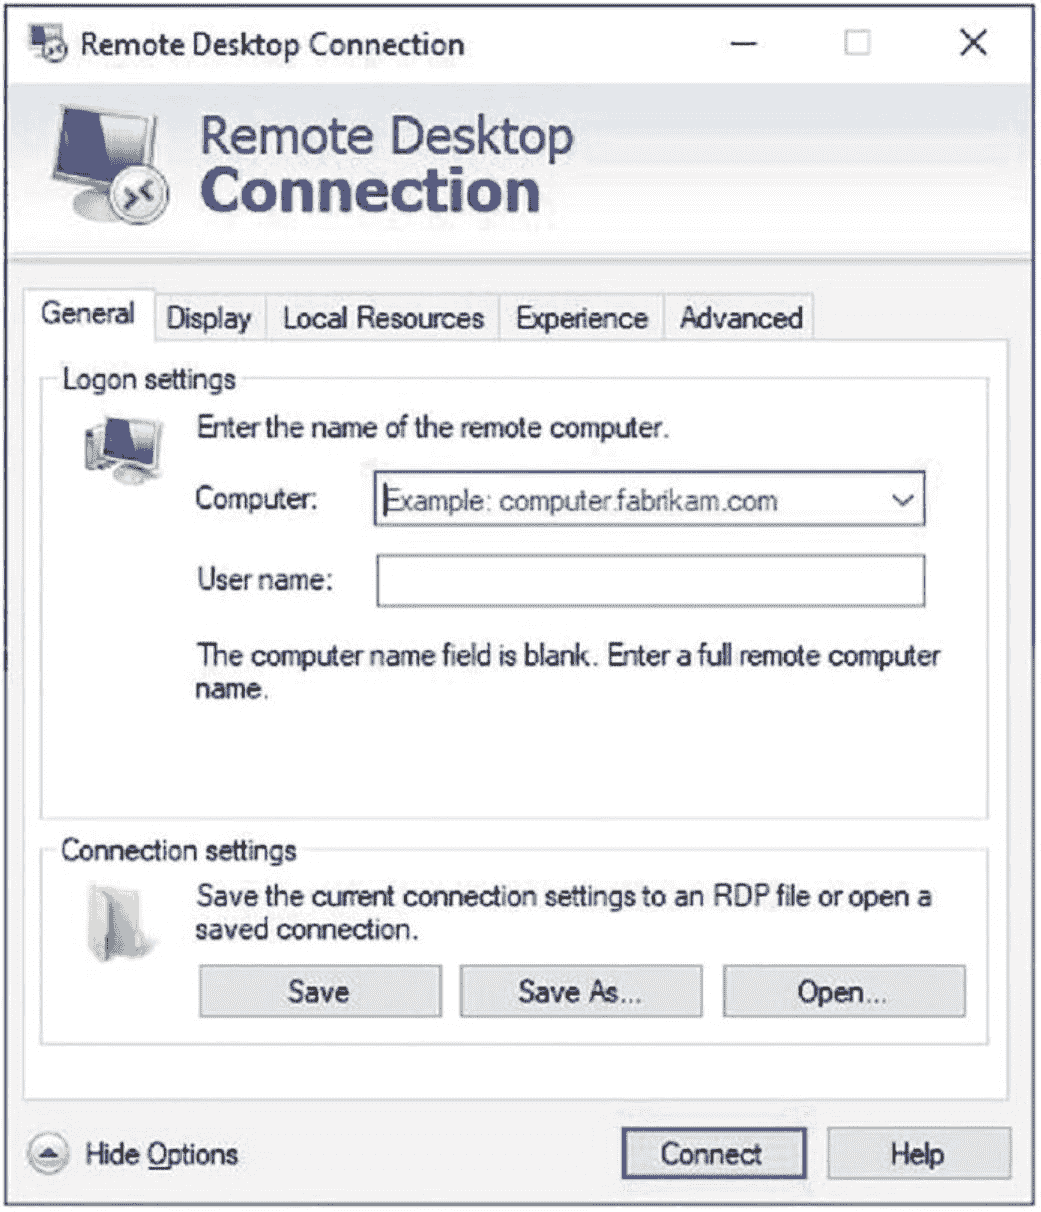 Remote Desktop Connection
Remote Desktop
Connection
General Display Local Resources Experience Advanced
Logon settings
Enter the name of the remote computer.
Computer: Example: computer.fabrikam.com
User name:
The computer name field is blank. Enter a full remote computer
name.
Connection settings
Save the current connection settings to an RDP file or open a
saved connection.
Save Save As... Open...
Hide Options Connect Help